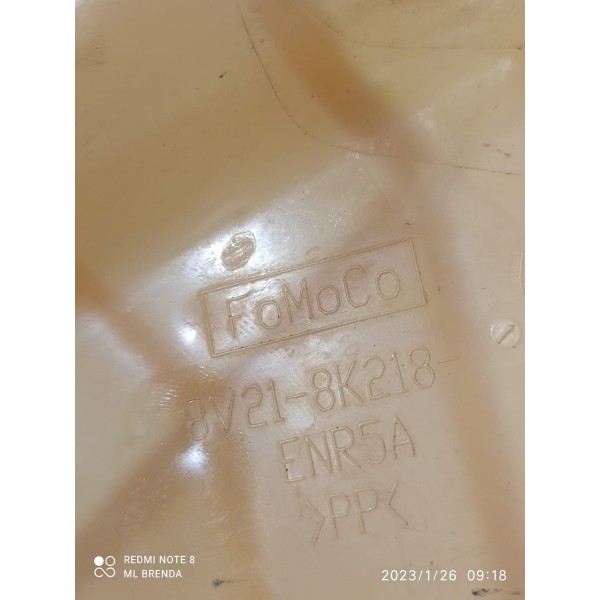 FoMoCo
8V21-8K218-
ENR5A
>PP<
REDMI NOTE 8
ML BRENDA
2023/1/26 09:18